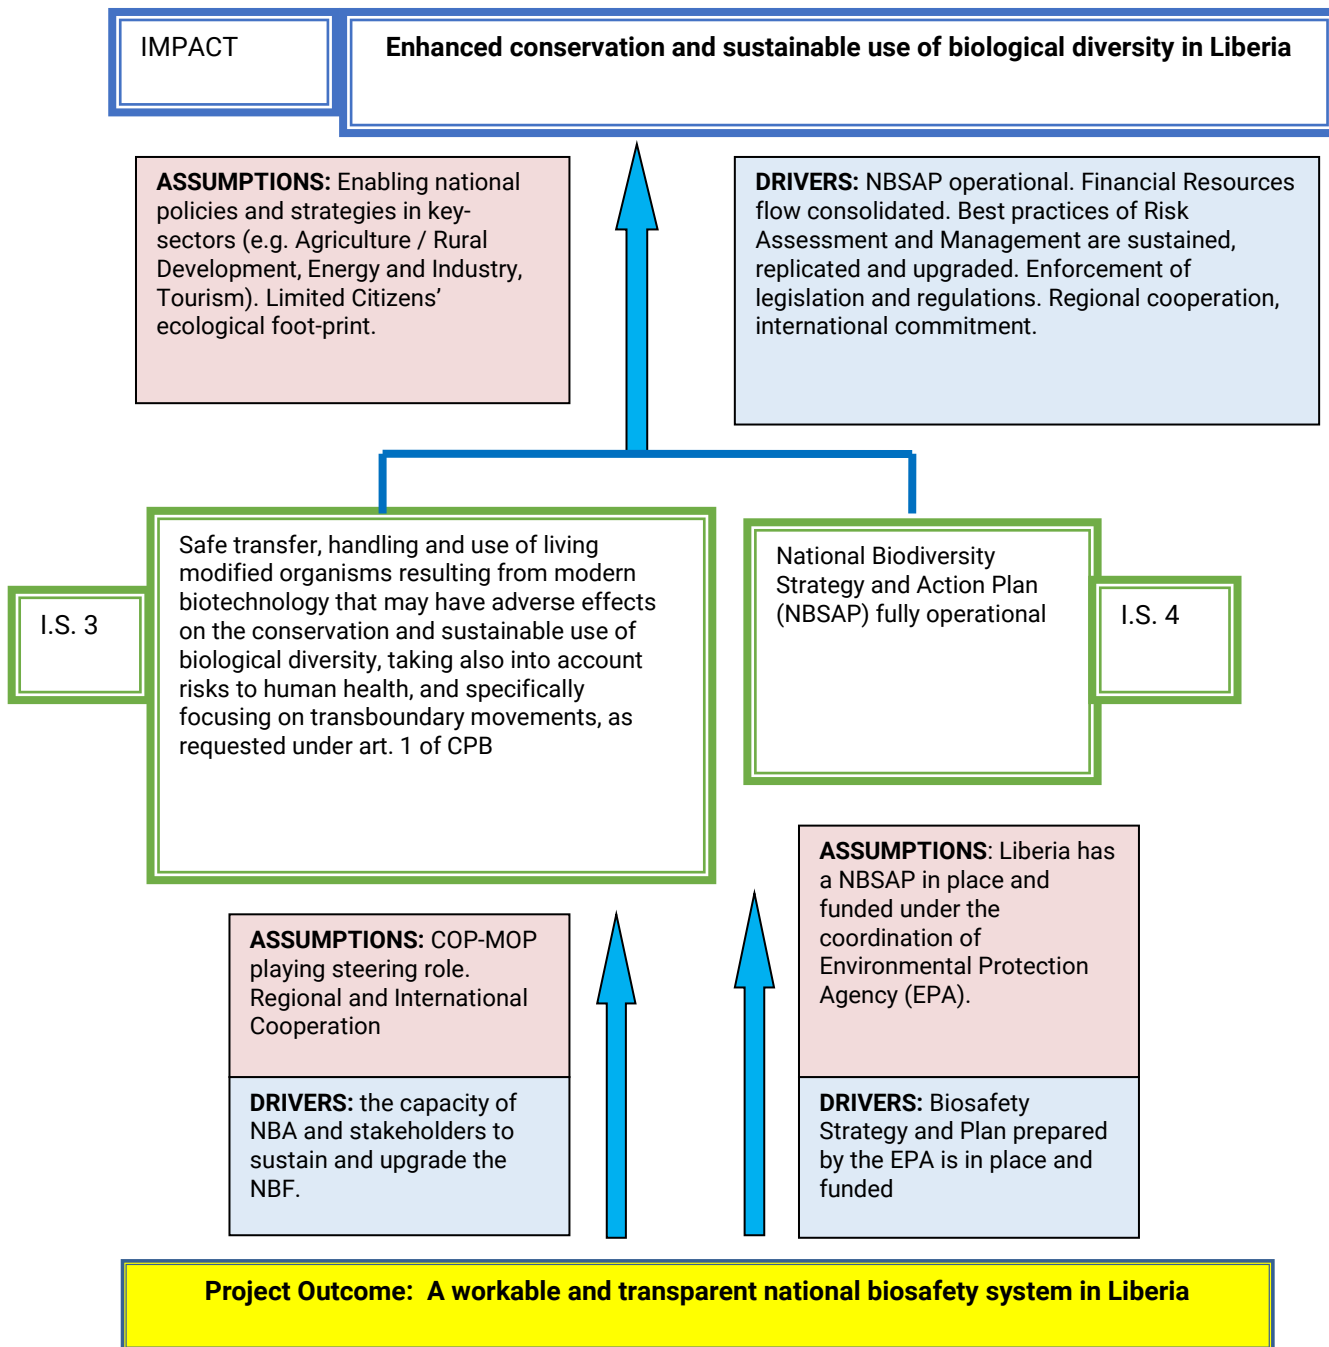 IMPACT
Enhanced conservation and sustainable use of biological diversity in Liberia
ASSUMPTIONS: Enabling national
policies and strategies in key-
sectors (e.g. Agriculture / Rural
Development, Energy and Industry,
Tourism). Limited Citizens’
ecological foot-print.
DRIVERS: NBSAP operational. Financial Resources
flow consolidated. Best practices of Risk
Assessment and Management are sustained,
replicated and upgraded. Enforcement of
legislation and regulations. Regional cooperation,
international commitment.
I.S. 3
Safe transfer, handling and use of living
modified organisms resulting from modern
biotechnology that may have adverse effects
on the conservation and sustainable use of
biological diversity, taking also into account
risks to human health, and specifically
focusing on transboundary movements, as
requested under art. 1 of CPB
National Biodiversity
Strategy and Action Plan
(NBSAP) fully operational
I.S. 4
ASSUMPTIONS: COP-MOP
playing steering role.
Regional and International
Cooperation
DRIVERS: the capacity of
NBA and stakeholders to
sustain and upgrade the
NBF.
ASSUMPTIONS: Liberia has
a NBSAP in place and
funded under the
coordination of
Environmental Protection
Agency (EPA).
DRIVERS: Biosafety
Strategy and Plan prepared
by the EPA is in place and
funded
Project Outcome:  A workable and transparent national biosafety system in Liberia